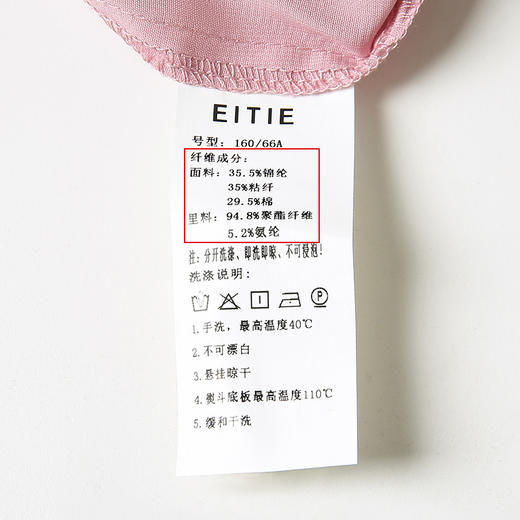 EITIE
号型: 160/66A
纤维成分:
面料: 35.5%锦纶
35%粘纤
29.5%棉
里料: 94.8%聚酯纤维
5.2%氨纶
注: 分开洗涤、即洗即晾、不可浸泡!
洗涤说明:
P
1.手洗, 最高温度40℃
2.不可漂白
3.悬挂晾干
4.熨斗底板最高温度110℃
5.缓和干洗